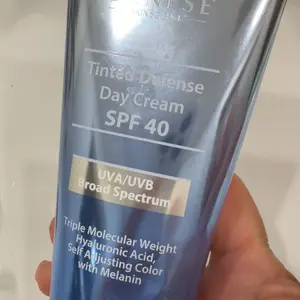 Tinted Defense
Day Cream
SPF 40
UVA/UVB
Broad Spectrum
Triple Molecular Weight
Hyaluronic Acid,
Self Adjusting Color
with Melanin